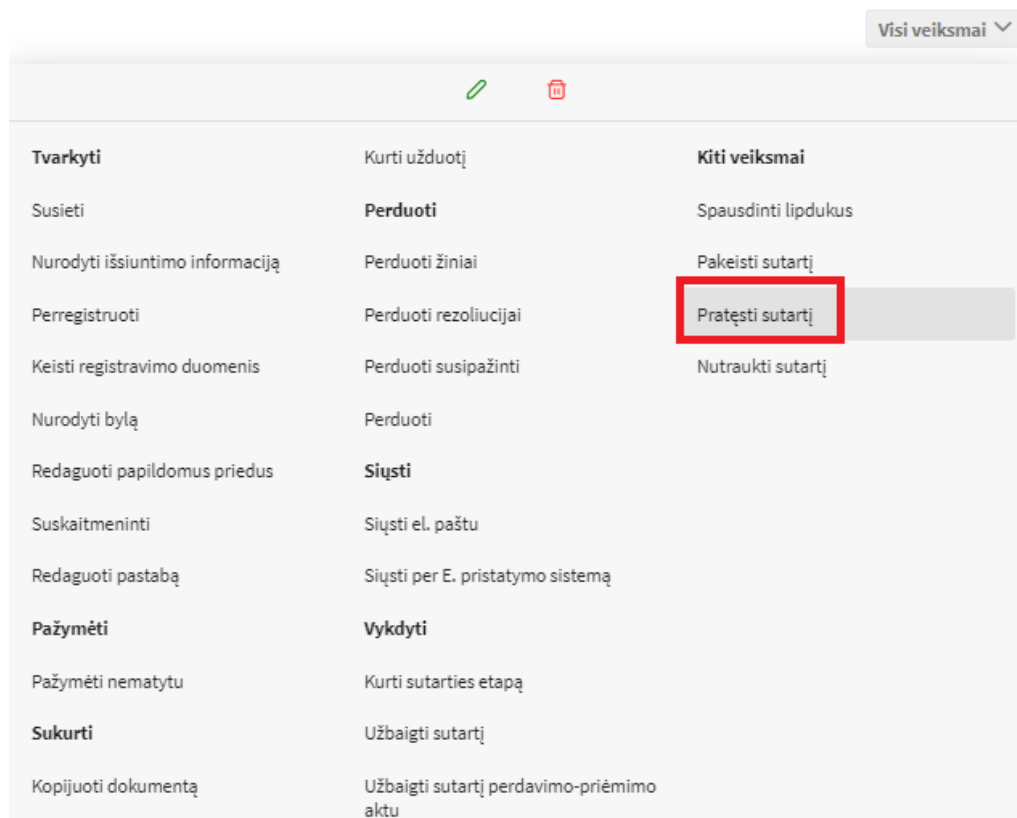 Visi veiksmai
Tvarkyti
Susieti
Nurodyti išsiuntimo informaciją
Perregistruoti
Keisti registravimo duomenis
Nurodyti bylą
Redaguoti papildomus priedus
Suskaitmeninti
Redaguoti pastabą
Pažymėti
Pažymėti nematytu
Sukurti
Kopijuoti dokumentą
Kurti užduotį
Perduoti
Perduoti žiniai
Perduoti rezoliucijai
Perduoti susipažinti
Perduoti
Siųsti
Siųsti el. paštu
Siųsti per E. pristatymo sistemą
Vykdyti
Kurti sutarties etapą
Užbaigti sutartį
Užbaigti sutartį perdavimo-priėmimo
aktu
Kiti veiksmai
Spausdinti lipdukus
Pakeisti sutartį
Pratęsti sutartį
Nutraukti sutartį